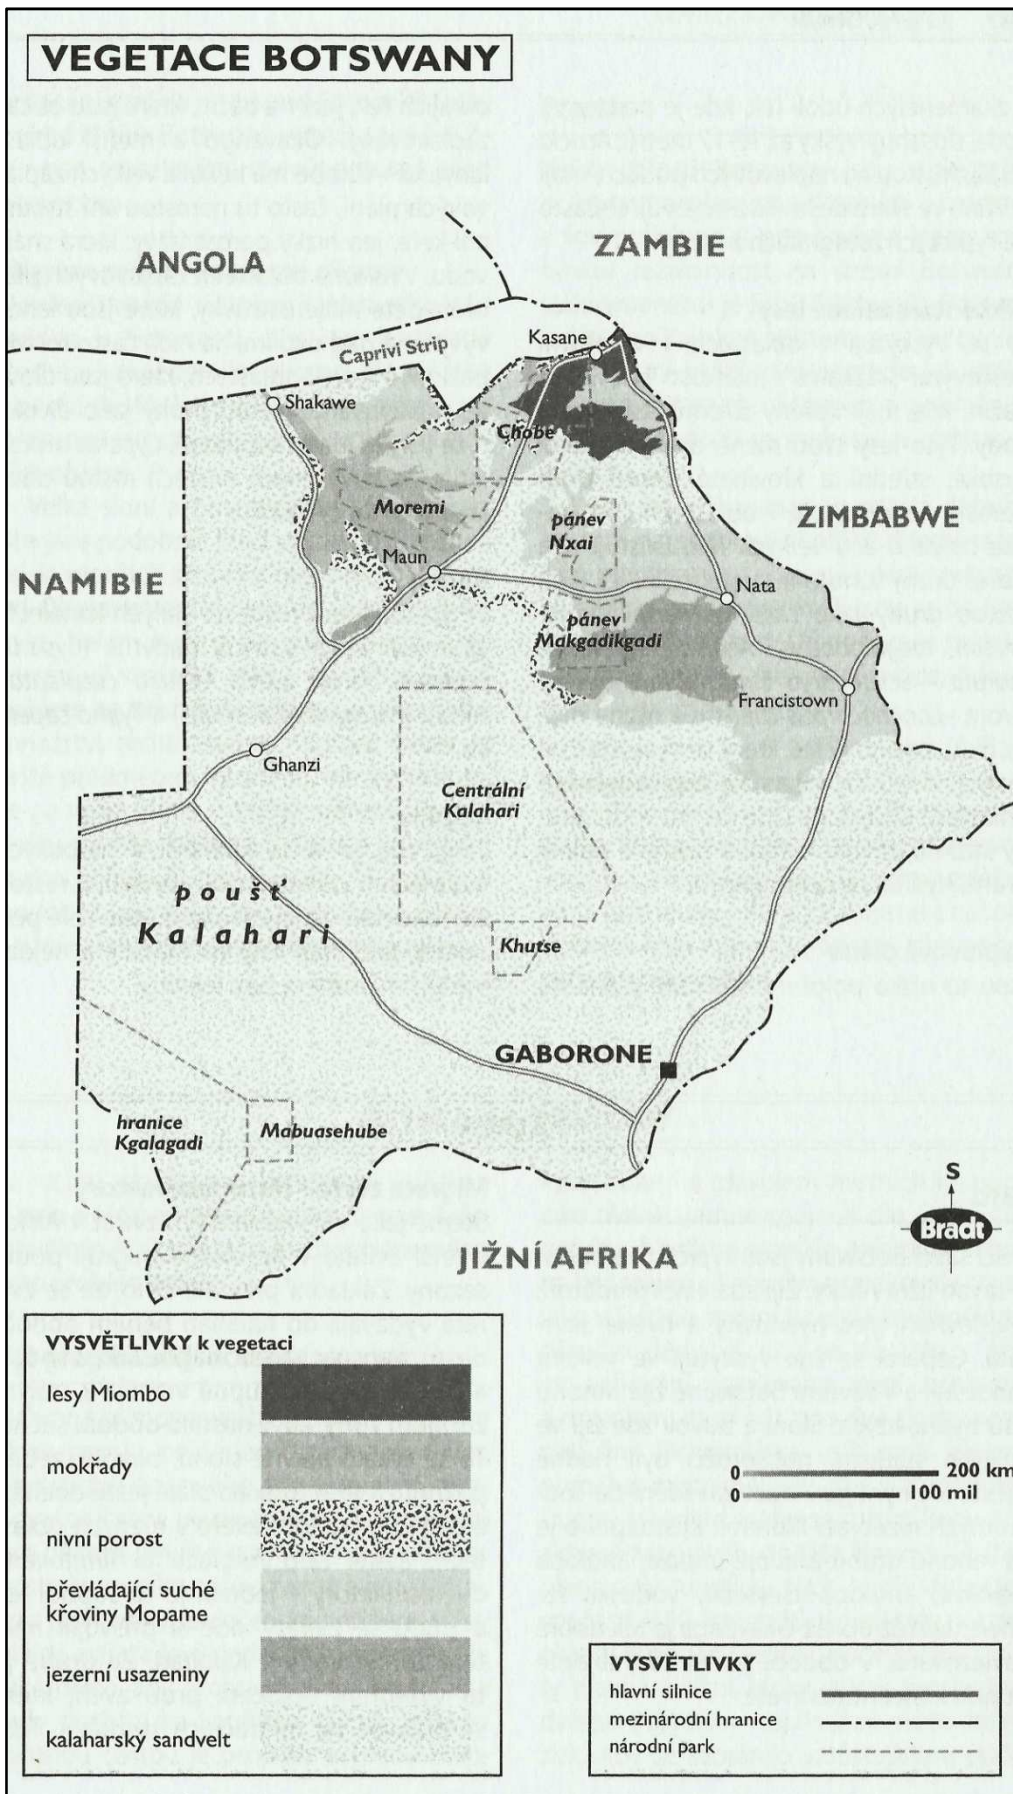 VEGETACE BOTSWANY
ANGOLA
ZAMBIE
Caprivi Strip
Kasane
Shakawe
Chobe
Moremi
pánev
Nxai
ZIMBABWE
Maun
NAMIBIE
Nata
pánev
Makgadikgadi
Francistown
Ghanzi
Centrální
Kalahari
poušť
Kalahari
Khutse
GABORONE
hranice
Kgalagadi
Mabuasehube
S
Bradt
JIŽNÍ AFRIKA
VYSVĚTLIVKY k vegetaci
lesy Miombo
mokřady
nivní porost
převládající suché
křoviny Mopame
jezerní usazeniny
kalaharský sandvelt
0 200 km
0 100 mil
VYSVĚTLIVKY
hlavní silnice
mezinárodní hranice
národní park